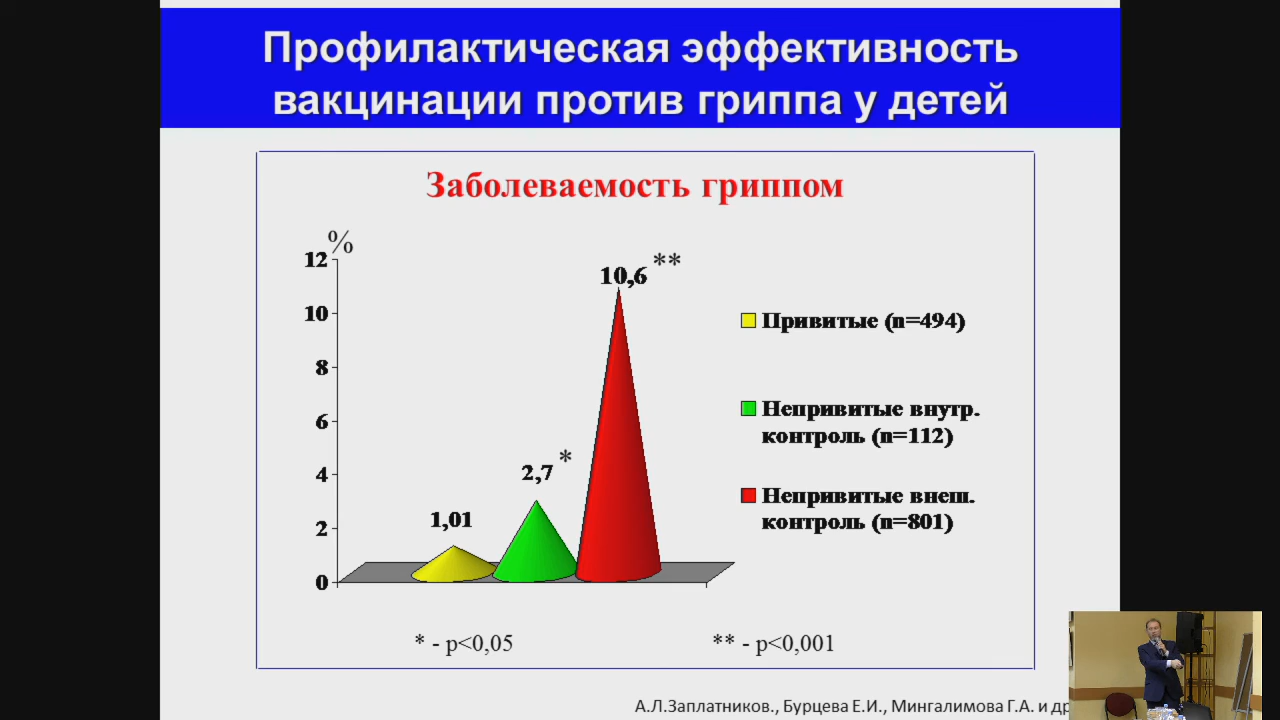 Профилактическая эффективность
вакцинации против гриппа у детей
Заболеваемость гриппом
%
12
10
8
6
4
2
0
1,01
2,7 *
10,6 **
Привитые (n=494)
Непривитые внутр.
контроль (n=112)
Непривитые внеш.
контроль (n=801)
* - p<0,05
** - p<0,001
А.Л.Заплатников., Бурцева Е.И., Мингалимова Г.А. и др